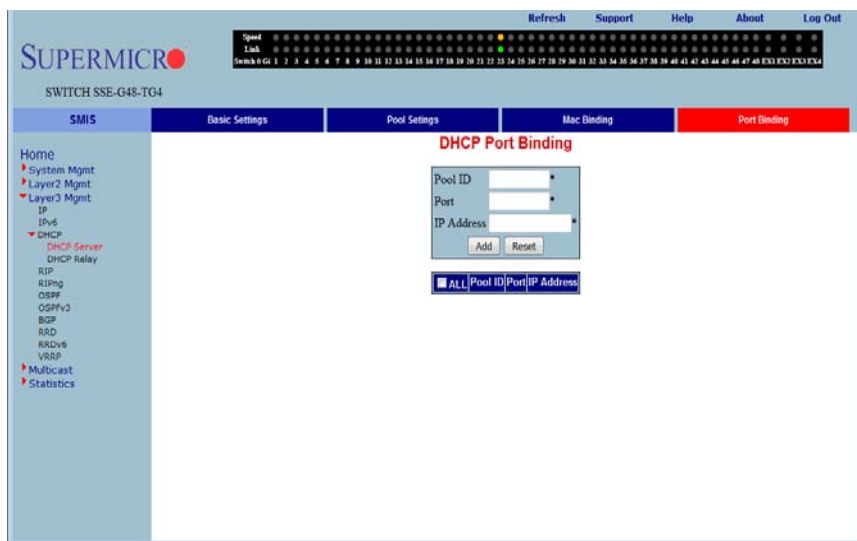 Refresh Support Help About Log Out
Speed
Link
Switch 0 Gi 1 2 3 4 5 6 7 8 9 10 11 12 13 14 15 16 17 18 19 20 21 22 23 24 25 26 27 28 29 30 31 32 33 34 35 36 37 38 39 40 41 42 43 44 45 46 47 48 EX1 EX2 EX3 EX4
SUPERMICRO
SWITCH SSE-G48-TG4
SMIS Basic Settings Pool Setings Mac Binding Port Binding
Home
System Mgmt
Layer2 Mgmt
Layer3 Mgmt
IP
IPv6
DHCP
DHCP Server
DHCP Relay
RIP
RIPng
OSPF
OSPFv3
BGP
RRD
RRDv6
VRRP
Multicast
Statistics
DHCP Port Binding
Pool ID *
Port *
IP Address *
Add Reset
ALL Pool ID Port IP Address